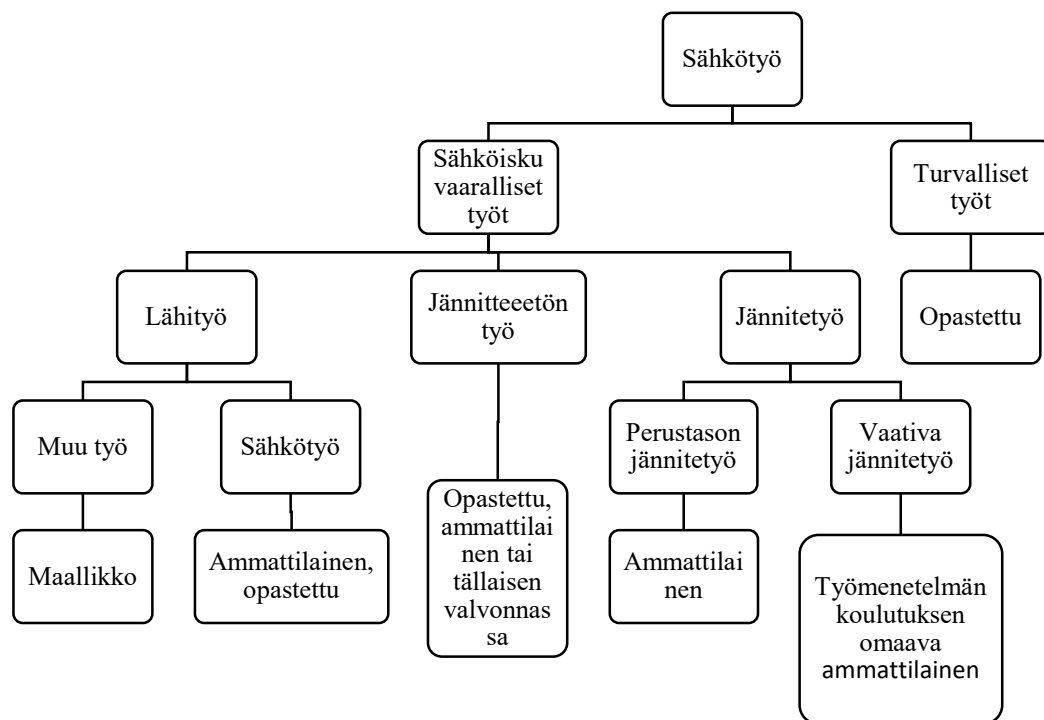 Sähkötyö
Sähköisku
vaaralliset
työt
Turvalliset
työt
Lähityö
Jännitteeetön
työ
Jännitetyö
Opastettu
Muu työ
Sähkötyö
Perustason
jännitetyö
Vaativa
jännitetyö
Maallikko
Ammattilainen,
opastettu
Opastettu,
ammattilai
nen tai
tällaisen
valvonnas
sa
Ammattilai
nen
Työmenetelmän
koulutuksen
omaava
ammattilainen